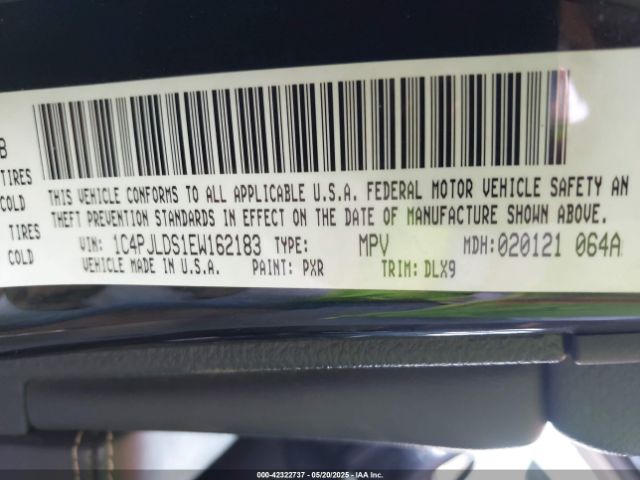 B
TIRES
COLD
TIRES
COLD
THIS VEHICLE CONFORMS TO ALL APPLICABLE U.S.A. FEDERAL MOTOR VEHICLE SAFETY AN
THEFT PREVENTION STANDARDS IN EFFECT ON THE DATE OF MANUFACTURE SHOWN ABOVE.
VIN: 1C4PJLDS1EW162183 TYPE: MPV MDH:020121 064A
VEHICLE MADE IN U.S.A. PAINT: PXR TRIM: DLX9
000-42322737 - 05/20/2025 - IAAI.COM